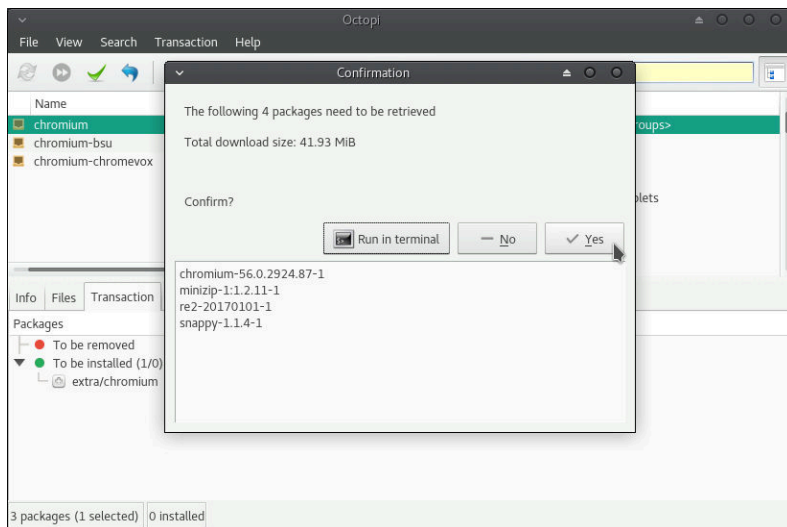 Octopi
File View Search Transaction Help
Name
chromium
chromium-bsu
chromium-chromevox
Confirmation
The following 4 packages need to be retrieved
Total download size: 41.93 MiB
Confirm?
Run in terminal
No
Yes
chromium-56.0.2924.87-1
minizip-1:1.2.11-1
re2-20170101-1
snappy-1.1.4-1
Info Files Transaction
Packages
To be removed
To be installed (1/0)
extra/chromium
3 packages (1 selected) 0 installed